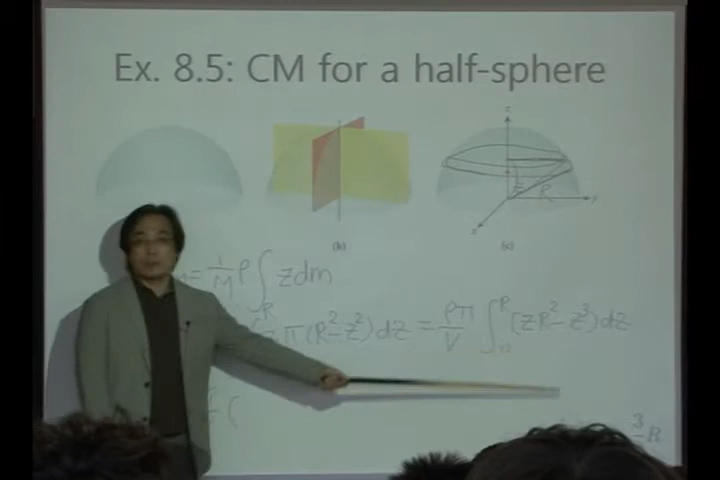 Ex. 8.5: CM for a half-sphere
z
R
y
x
(b)
(c)
= 1/M ρ ∫ z dm
z π (R² - z²) dz = ρπ/V ∫₀ᴿ (zR² - z³) dz
(
3/ R